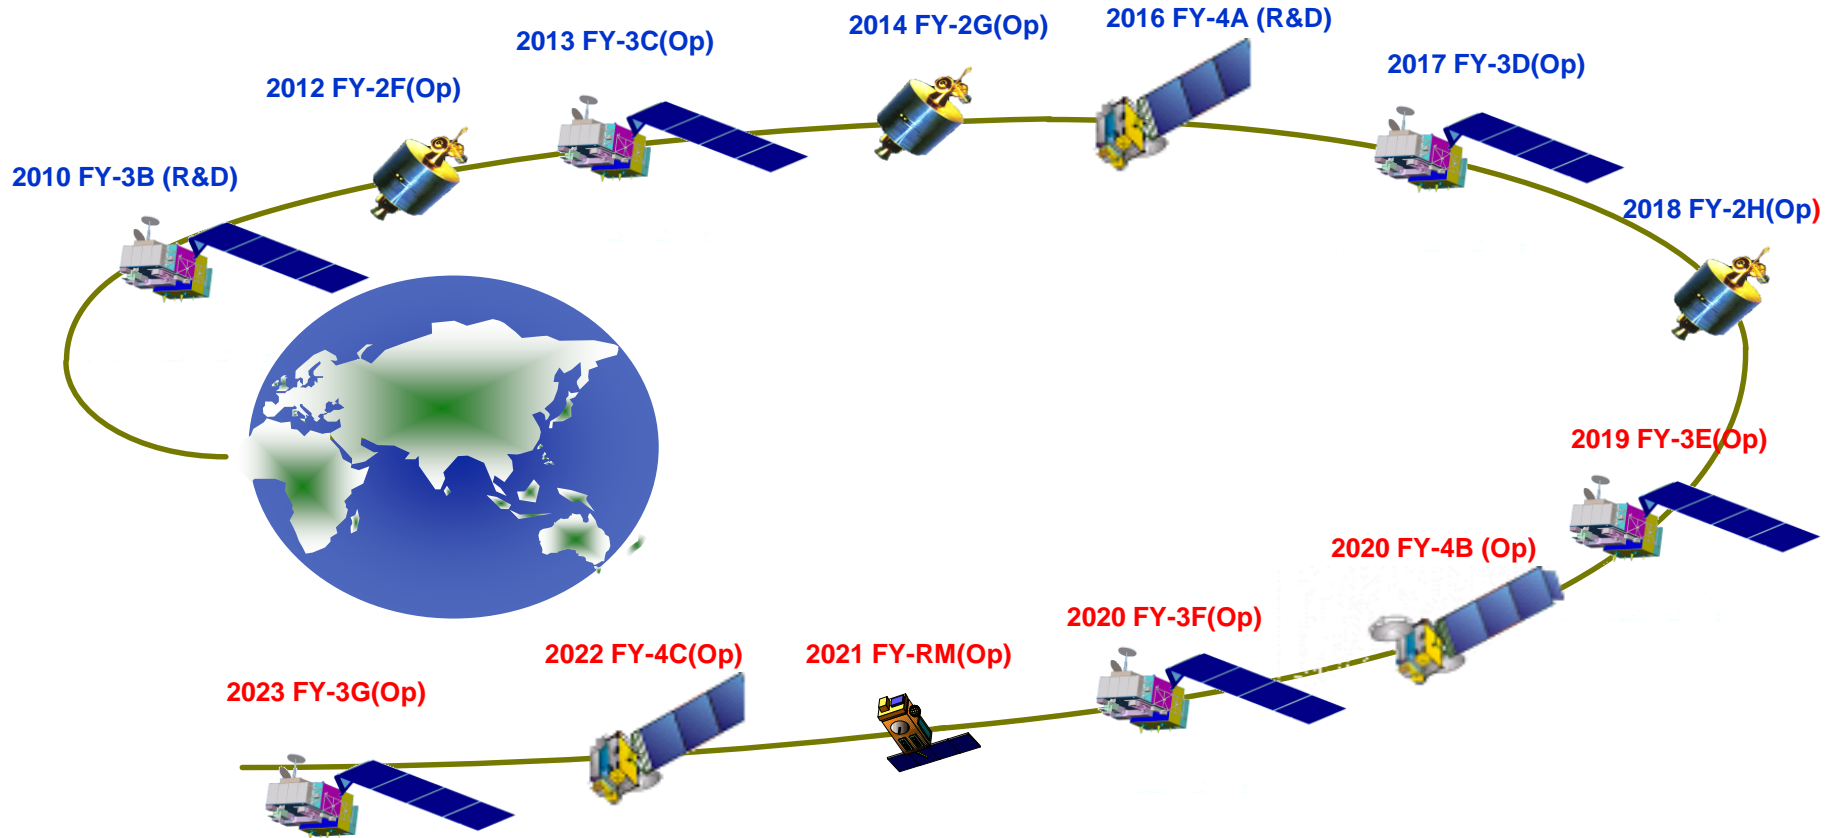 2010 FY-3B (R&D)
2012 FY-2F(Op)
2013 FY-3C(Op)
2014 FY-2G(Op)
2016 FY-4A (R&D)
2017 FY-3D(Op)
2018 FY-2H(Op)
2019 FY-3E(Op)
2020 FY-4B (Op)
2020 FY-3F(Op)
2021 FY-RM(Op)
2022 FY-4C(Op)
2023 FY-3G(Op)